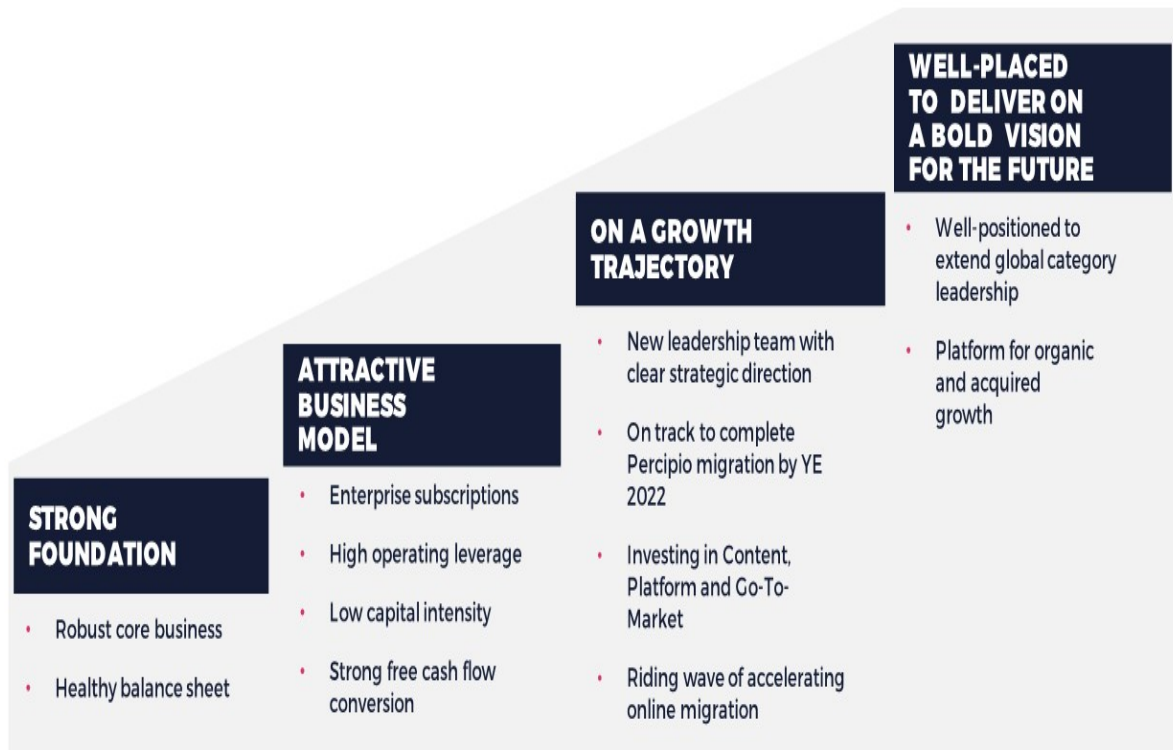 STRONG
FOUNDATION
• Robust core business
• Healthy balance sheet
ATTRACTIVE
BUSINESS
MODEL
• Enterprise subscriptions
• High operating leverage
• Low capital intensity
• Strong free cash flow
conversion
ON A GROWTH
TRAJECTORY
• New leadership team with
clear strategic direction
• On track to complete
Percipio migration by YE
2022
• Investing in Content,
Platform and Go-To-
Market
• Riding wave of accelerating
online migration
WELL-PLACED
TO DELIVER ON
A BOLD VISION
FOR THE FUTURE
• Well-positioned to
extend global category
leadership
• Platform for organic
and acquired
growth